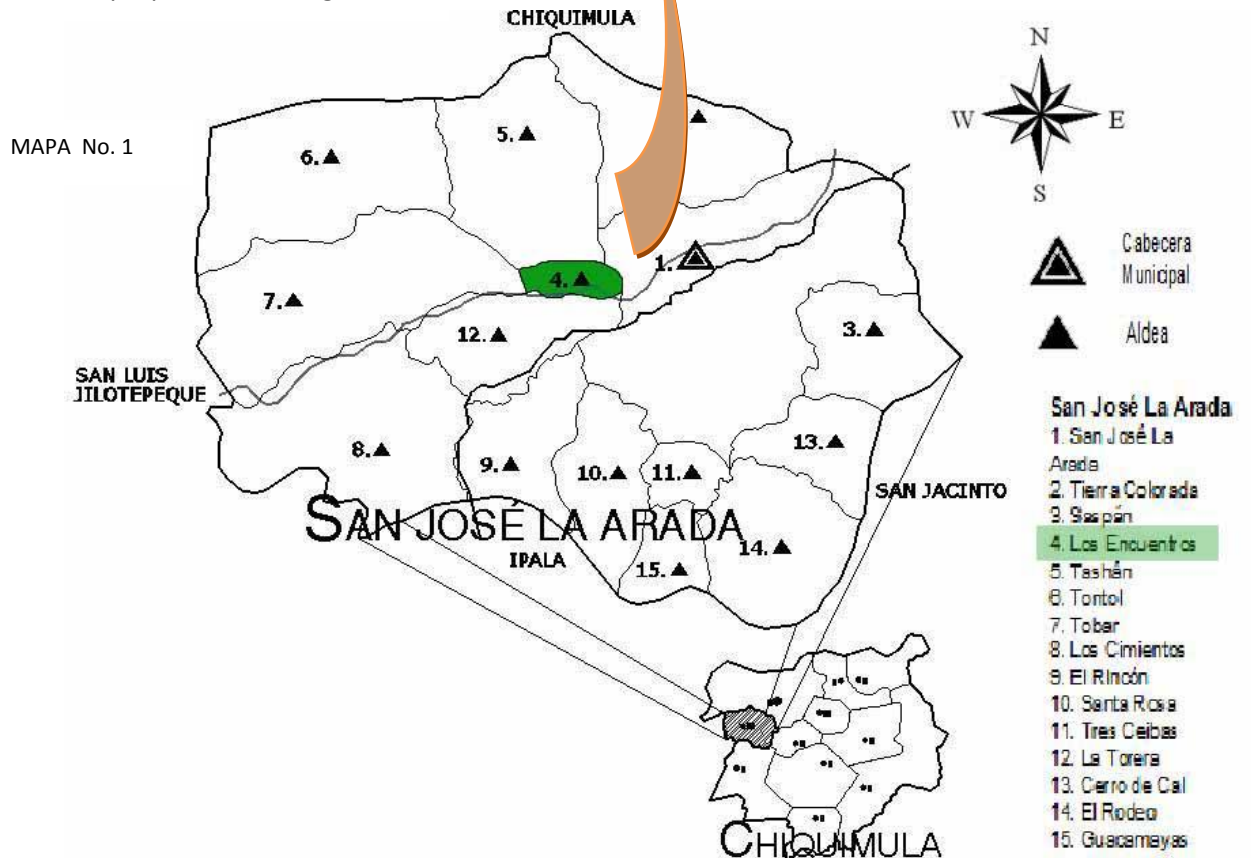 CHIQUIMULA
N
W
E
S
MAPA No. 1
5.
6.
1.
4.
7.
3.
12.
SAN LUIS
JILOTEPEQUE
8.
9.
10.
11.
13.
SAN JACINTO
SAN JOSÉ LA ARADA
IPALA
14.
15.
CHIQUIMULA
Cabecera
Municipal
Aldea
San José La Arada
1. San José La
Arada
2. Tierra Colorada
3. Saspán
4. Los Encuentros
5. Tashán
6. Tontol
7. Tobar
8. Los Cimientos
9. El Rincón
10. Santa Rosa
11. Tres Ceibas
12. La Torera
13. Cerro de Cal
14. El Rodeo
15. Guacamayas